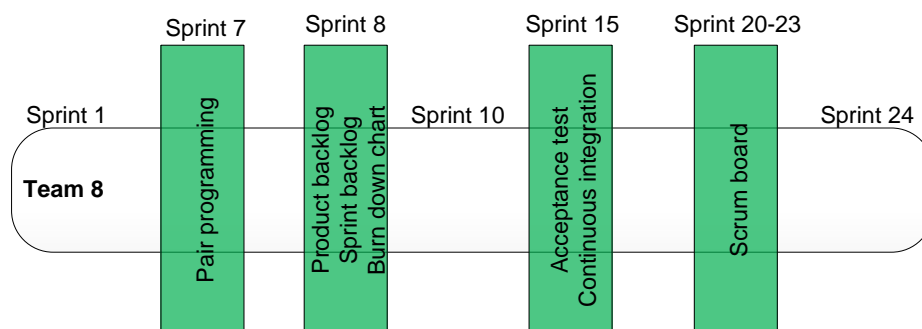 Sprint 7
Sprint 8
Sprint 15
Sprint 20-23
Sprint 1
Sprint 10
Sprint 24
Team 8
Pair programming
Product backlog
Sprint backlog
Burn down chart
Acceptance test
Continuous integration
Scrum board